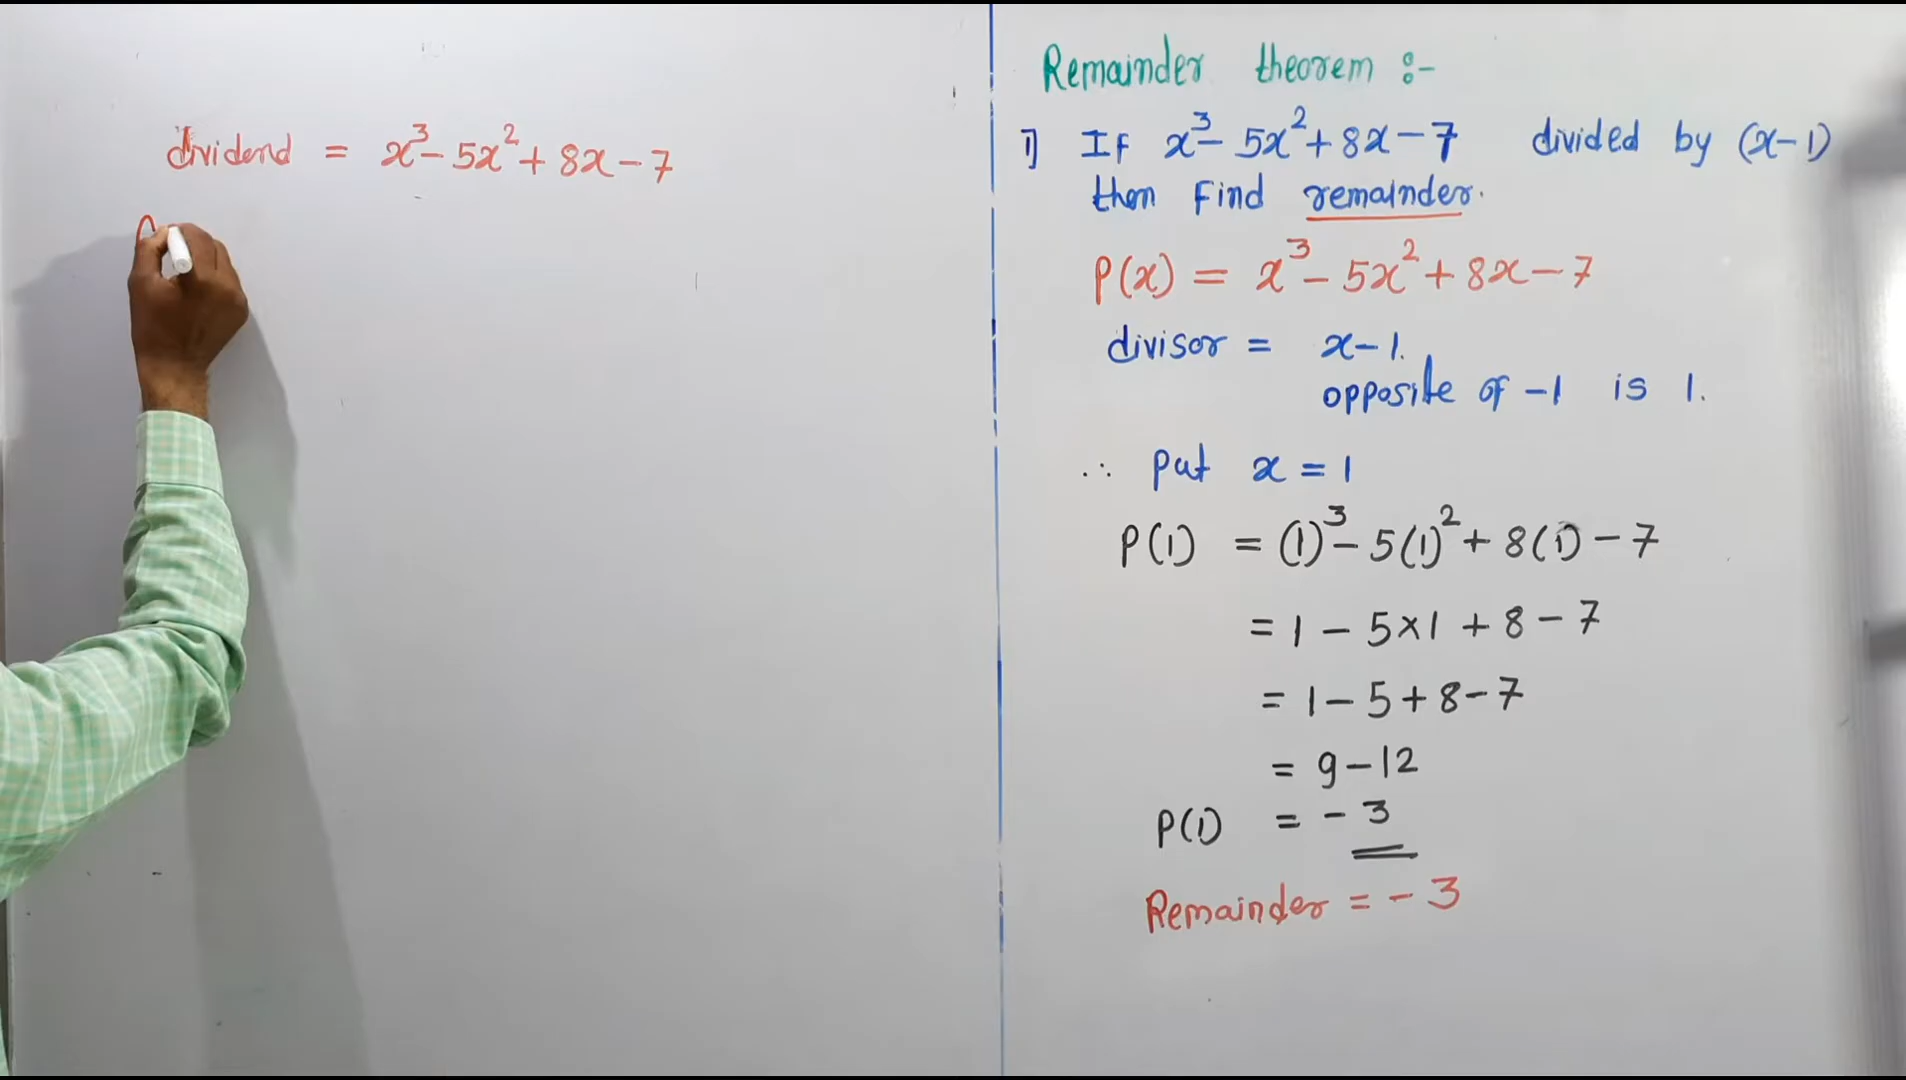 dividend = x³ - 5x² + 8x - 7
Remainder theorem :-
1] If x³ - 5x² + 8x - 7 divided by (x-1)
then Find remainder.
P(x) = x³ - 5x² + 8x - 7
divisor = x - 1.
opposite of -1 is 1.
∴ put x = 1
P(1) = (1)³ - 5(1)² + 8(1) - 7
= 1 - 5×1 + 8 - 7
= 1 - 5 + 8 - 7
= 9 - 12
P(1) = - 3
Remainder = - 3